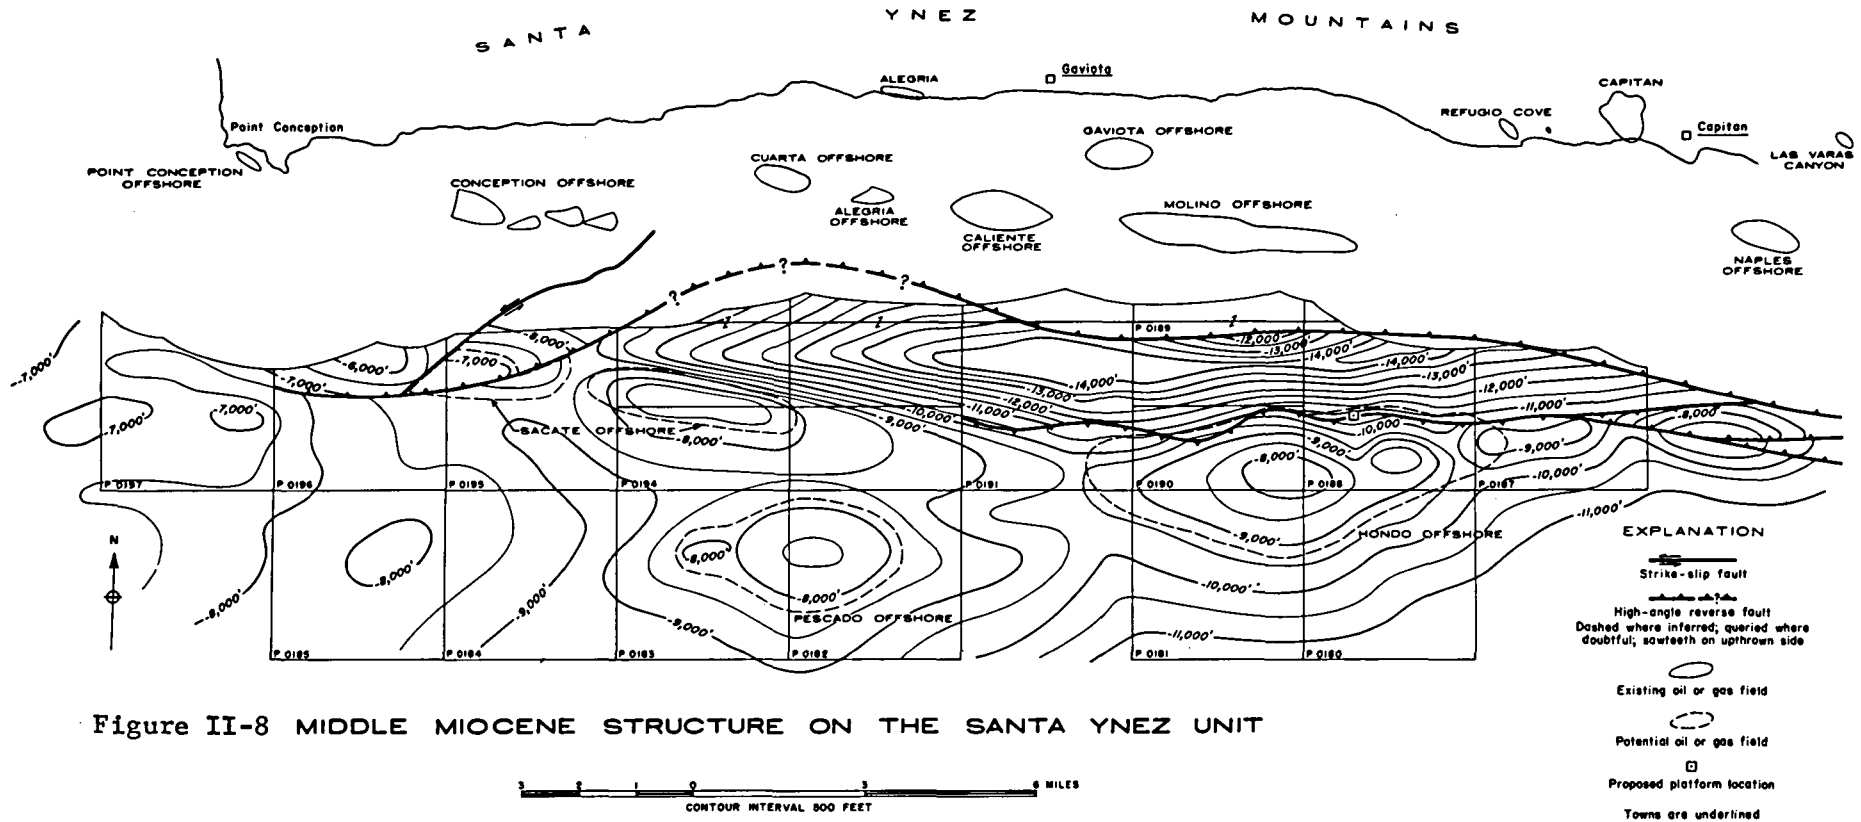 SANTA YNEZ MOUNTAINS
ALEGRIA
Gaviota
CAPITAN
REFUGIO COVE
Capitan
LAS VARAS
CANYON
Point Conception
POINT CONCEPTION
OFFSHORE
CONCEPTION OFFSHORE
CUARTA OFFSHORE
ALEGRIA
OFFSHORE
GAVIOTA OFFSHORE
CALIENTE
OFFSHORE
MOLINO OFFSHORE
NAPLES
OFFSHORE
?
?
?
-7,000'
-6,000'
-6,000'
-7,000'
-7,000'
P 0189
-12,000'
-13,000'
-14,000'
-14,000'
-13,000'
-12,000'
-11,000'
-14,000'
-13,000'
-12,000'
-11,000'
-10,000'
-9,000'
-7,000'
-7,000'
SACATE OFFSHORE
-8,000'
-10,000'
-9,000'
-8,000'
-9,000'
-8,000'
-10,000'
P 0197
P 0196
P 0195
P 0194
P 0191
P 0190
P 0188
P 0187
-11,000'
HONDO OFFSHORE
-9,000'
N
-8,000'
-8,000'
-9,000'
-8,000'
-8,000'
PESCADO OFFSHORE
-9,000'
-10,000'
-11,000'
P 0185
P 0184
P 0183
P 0182
P 0181
P 0180
EXPLANATION
Strike-slip fault
?
High-angle reverse fault
Dashed where inferred; queried where
doubtful; sawteeth on upthrown side
Existing oil or gas field
Potential oil or gas field
Proposed platform location
Towns are underlined
Figure II-8 MIDDLE MIOCENE STRUCTURE ON THE SANTA YNEZ UNIT
3 2 1 0 3 6 MILES
CONTOUR INTERVAL 500 FEET